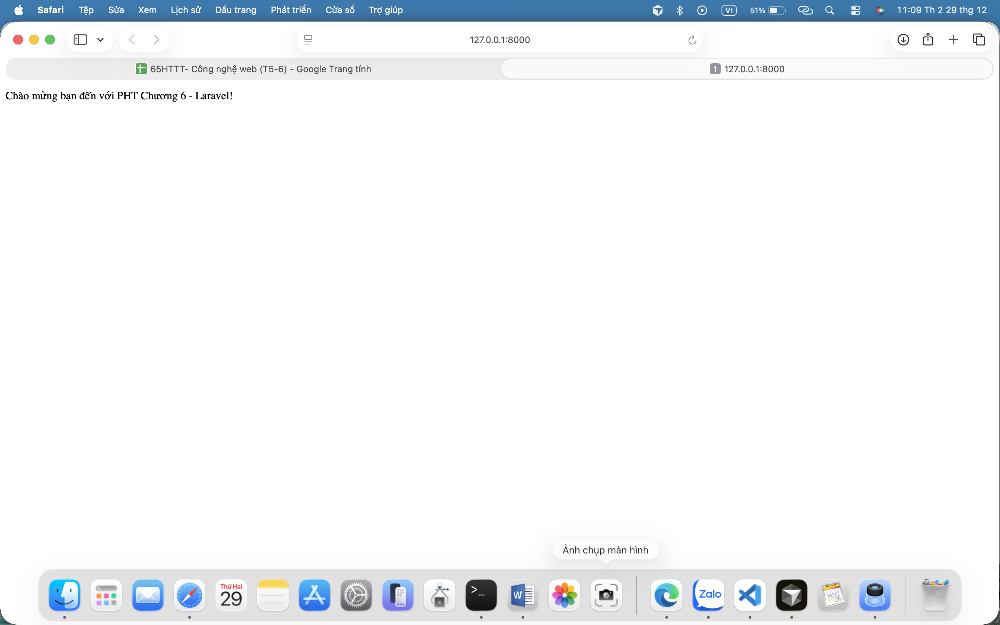 Safari Tệp Sửa Xem Lịch sử Dấu trang Phát triển Cửa sổ Trợ giúp VI 51% 11:09 Th 2 29 thg 12
127.0.0.1:8000
65HTTT- Công nghệ web (T5-6) - Google Trang tính 1 127.0.0.1:8000
Chào mừng bạn đến với PHT Chương 6 - Laravel!
Ảnh chụp màn hình
Thứ Hai
29
>_
W
Zalo